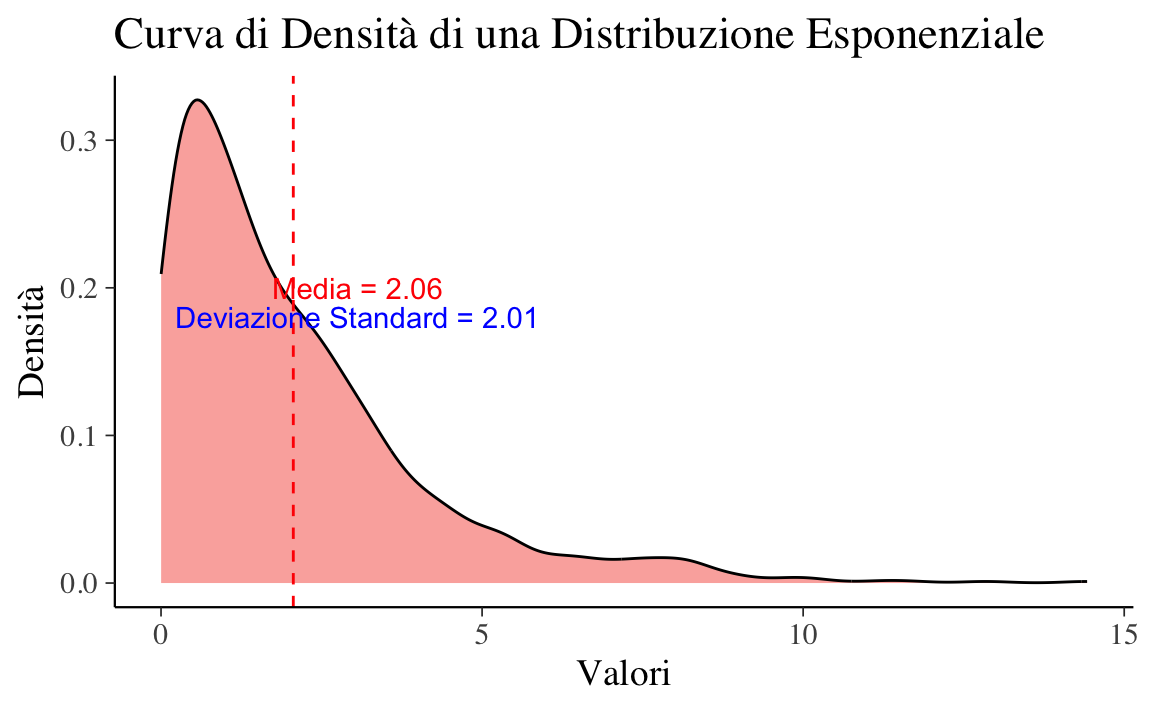 Curva di Densità di una Distribuzione Esponenziale
Densità
0.3
0.2
0.1
0.0
Media = 2.06
Deviazione Standard = 2.01
0
5
10
15
Valori